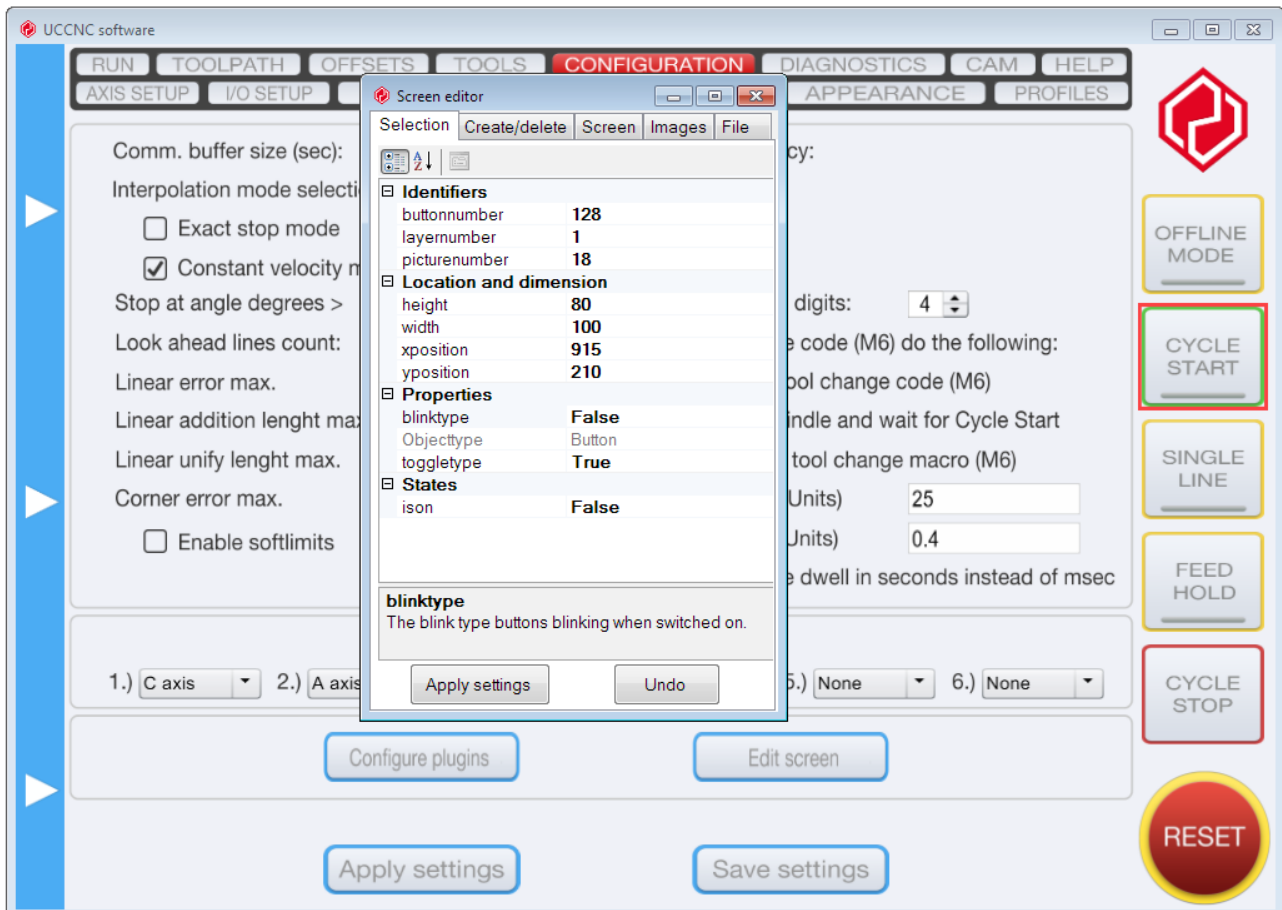 UCCNC software
RUN TOOLPATH OFFSETS TOOLS CONFIGURATION DIAGNOSTICS CAM HELP
AXIS SETUP I/O SETUP APPEARANCE PROFILES
Screen editor
Selection Create/delete Screen Images File
Identifiers
buttonnumber 128
layernumber 1
picturenumber 18
Location and dimension
height 80
width 100
xposition 915
yposition 210
Properties
blinktype False
Objecttype Button
toggletype True
States
ison False
blinktype
The blink type buttons blinking when switched on.
Apply settings Undo
Comm. buffer size (sec):
Interpolation mode selecti
Exact stop mode
Constant velocity m
Stop at angle degrees >
Look ahead lines count:
Linear error max.
Linear addition lenght max
Linear unify lenght max.
Corner error max.
Enable softlimits
cy:
digits: 4
e code (M6) do the following:
ool change code (M6)
indle and wait for Cycle Start
tool change macro (M6)
Units) 25
Units) 0.4
e dwell in seconds instead of msec
1.) C axis 2.) A axis 5.) None 6.) None
Configure plugins Edit screen
Apply settings Save settings
OFFLINE
MODE
CYCLE
START
SINGLE
LINE
FEED
HOLD
CYCLE
STOP
RESET